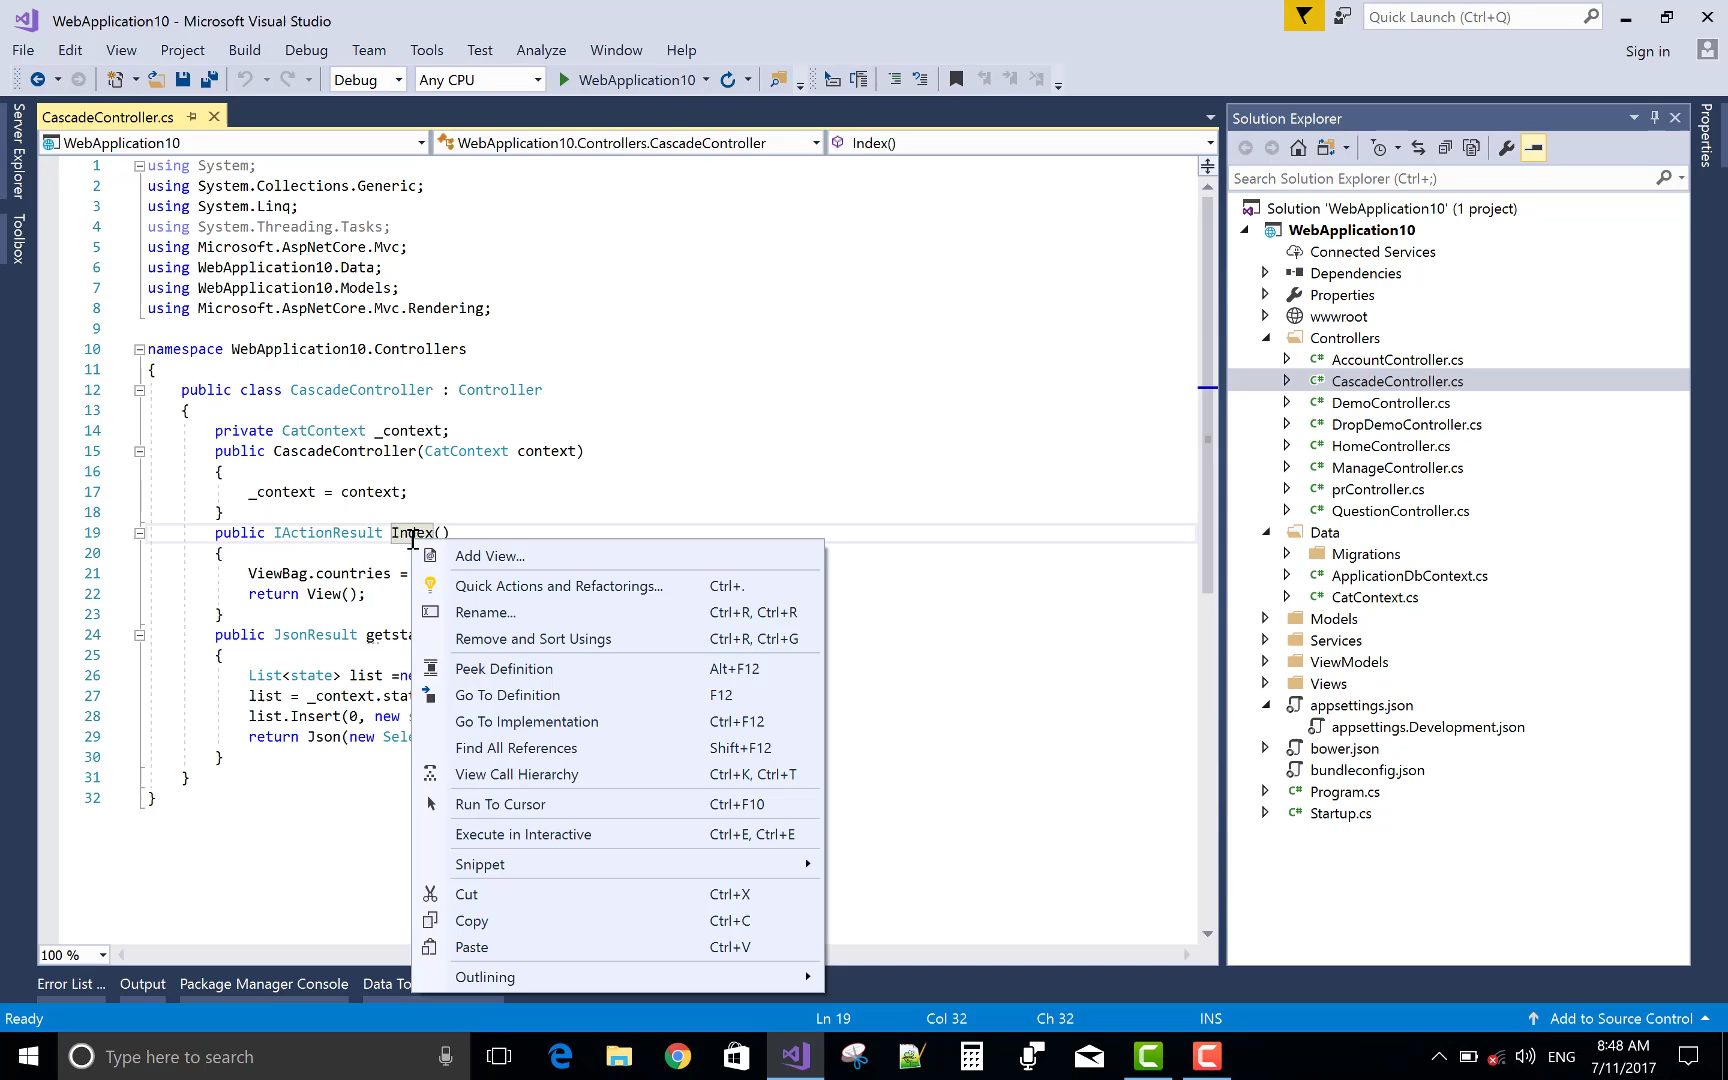 WebApplication10 - Microsoft Visual Studio
Quick Launch (Ctrl+Q)
File Edit View Project Build Debug Team Tools Test Analyze Window Help
Sign in
Debug Any CPU WebApplication10
Server Explorer
Toolbox
CascadeController.cs
WebApplication10 WebApplication10.Controllers.CascadeController Index()
1 using System;
2 using System.Collections.Generic;
3 using System.Linq;
4 using System.Threading.Tasks;
5 using Microsoft.AspNetCore.Mvc;
6 using WebApplication10.Data;
7 using WebApplication10.Models;
8 using Microsoft.AspNetCore.Mvc.Rendering;
9
10 namespace WebApplication10.Controllers
11 {
12 public class CascadeController : Controller
13 {
14 private CatContext _context;
15 public CascadeController(CatContext context)
16 {
17 _context = context;
18 }
19 public IActionResult Index()
20 {
21 ViewBag.countries =
22 return View();
23 }
24 public JsonResult getsta
25 {
26 List<state> list =ne
27 list = _context.stat
28 list.Insert(0, new s
29 return Json(new Sele
30 }
31 }
32 }
Add View...
Quick Actions and Refactorings... Ctrl+.
Rename... Ctrl+R, Ctrl+R
Remove and Sort Usings Ctrl+R, Ctrl+G
Peek Definition Alt+F12
Go To Definition F12
Go To Implementation Ctrl+F12
Find All References Shift+F12
View Call Hierarchy Ctrl+K, Ctrl+T
Run To Cursor Ctrl+F10
Execute in Interactive Ctrl+E, Ctrl+E
Snippet
Cut Ctrl+X
Copy Ctrl+C
Paste Ctrl+V
Outlining
100 %
Error List ... Output Package Manager Console Data To
Solution Explorer
Search Solution Explorer (Ctrl+;)
Solution 'WebApplication10' (1 project)
WebApplication10
Connected Services
Dependencies
Properties
wwwroot
Controllers
C# AccountController.cs
C# CascadeController.cs
C# DemoController.cs
C# DropDemoController.cs
C# HomeController.cs
C# ManageController.cs
C# prController.cs
C# QuestionController.cs
Data
Migrations
C# ApplicationDbContext.cs
C# CatContext.cs
Models
Services
ViewModels
Views
appsettings.json
appsettings.Development.json
bower.json
bundleconfig.json
C# Program.cs
C# Startup.cs
Properties
Ready Ln 19 Col 32 Ch 32 INS Add to Source Control
Type here to search
ENG
8:48 AM
7/11/2017